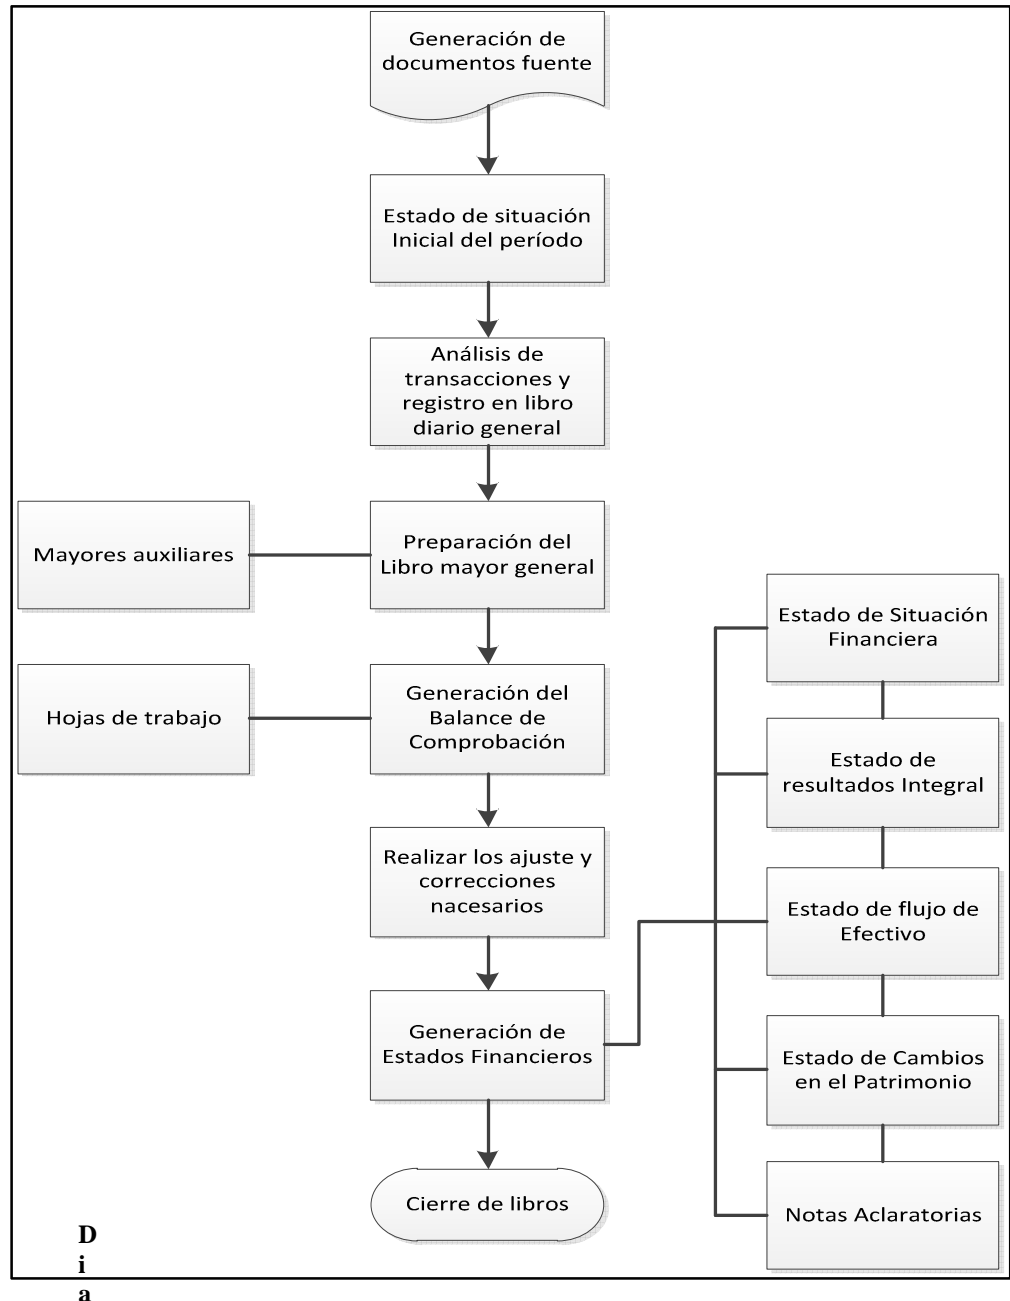 Generación de
documentos fuente
Estado de situación
Inicial del período
Análisis de
transacciones y
registro en libro
diario general
Mayores auxiliares
Preparación del
Libro mayor general
Hojas de trabajo
Generación del
Balance de
Comprobación
Realizar los ajuste y
correcciones
nacesarios
Generación de
Estados Financieros
Cierre de libros
Estado de Situación
Financiera
Estado de
resultados Integral
Estado de flujo de
Efectivo
Estado de Cambios
en el Patrimonio
Notas Aclaratorias
D
i
a